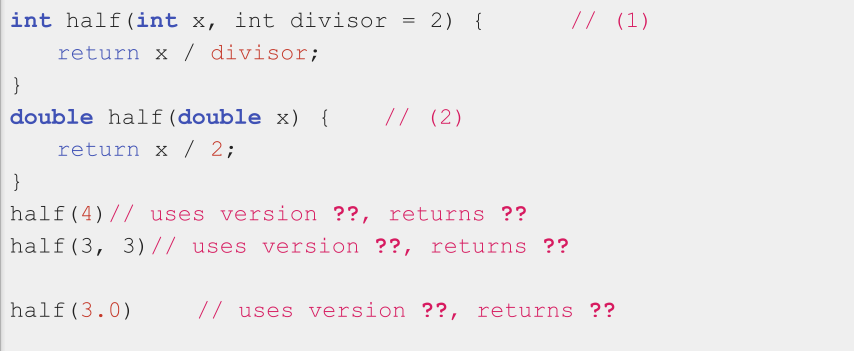 int half(int x, int divisor = 2) {      // (1)
   return x / divisor;
}
double half(double x) {    // (2)
   return x / 2;
}
half(4)// uses version ??, returns ??
half(3, 3)// uses version ??, returns ??
half(3.0)     // uses version ??, returns ??